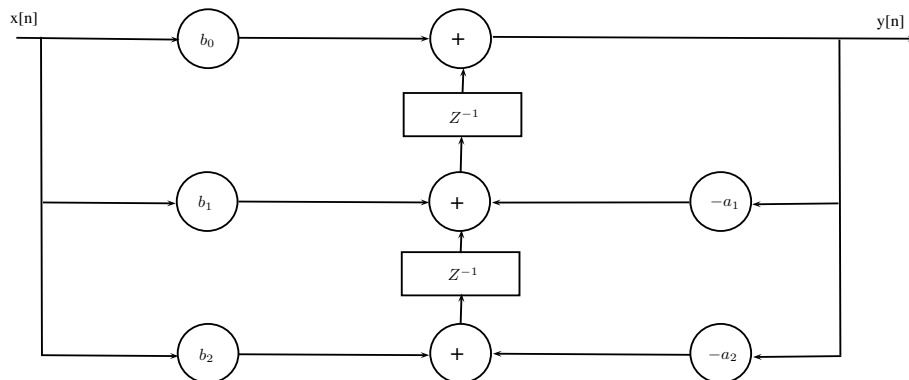 x[n]
y[n]
b₀
+
Z⁻¹
b₁
+
−a₁
Z⁻¹
b₂
+
−a₂